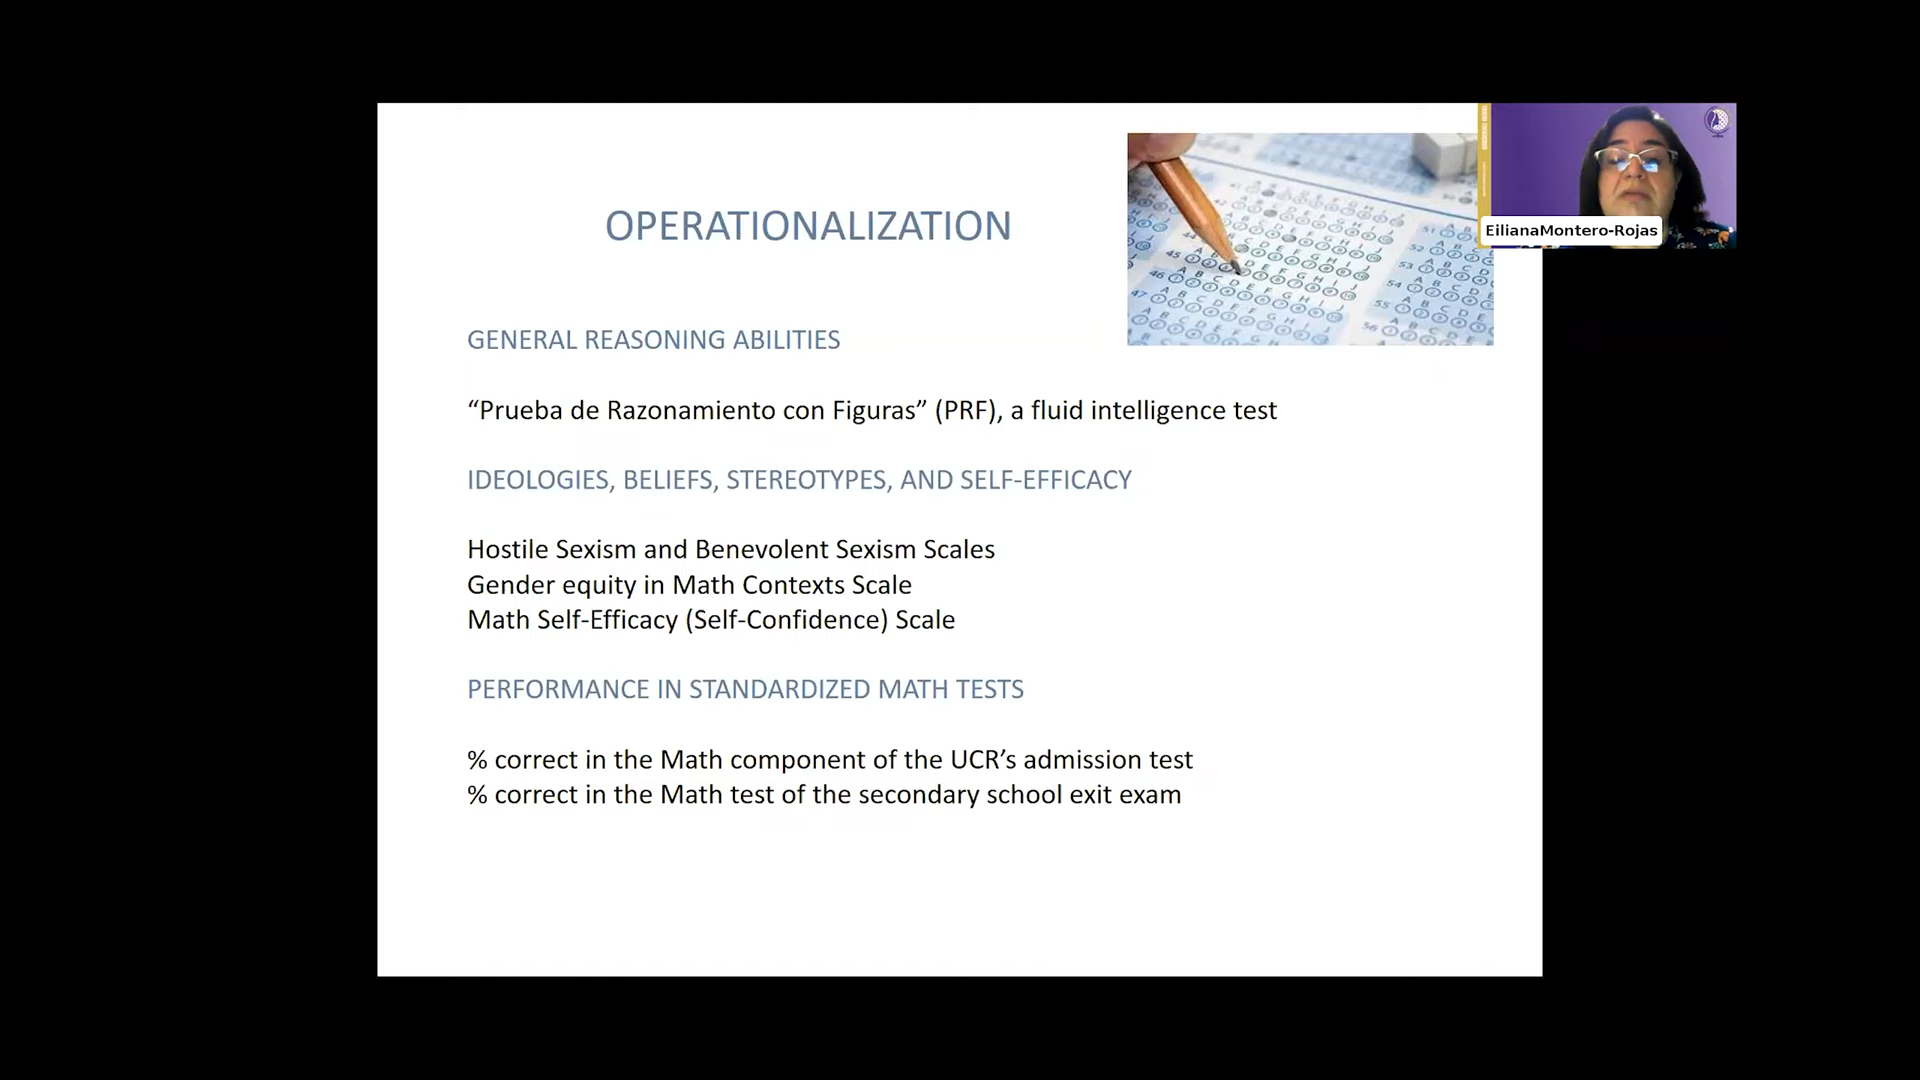 OPERATIONALIZATION
EilianaMontero-Rojas
GENERAL REASONING ABILITIES
“Prueba de Razonamiento con Figuras” (PRF), a fluid intelligence test
IDEOLOGIES, BELIEFS, STEREOTYPES, AND SELF-EFFICACY
Hostile Sexism and Benevolent Sexism Scales
Gender equity in Math Contexts Scale
Math Self-Efficacy (Self-Confidence) Scale
PERFORMANCE IN STANDARDIZED MATH TESTS
% correct in the Math component of the UCR’s admission test
% correct in the Math test of the secondary school exit exam